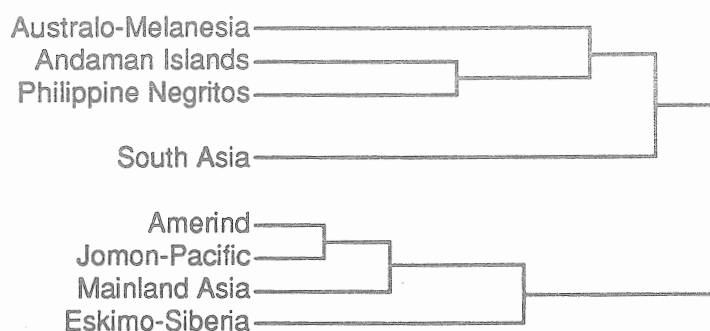 Australo-Melanesia
Andaman Islands
Philippine Negritos
South Asia
Amerind
Jomon-Pacific
Mainland Asia
Eskimo-Siberia